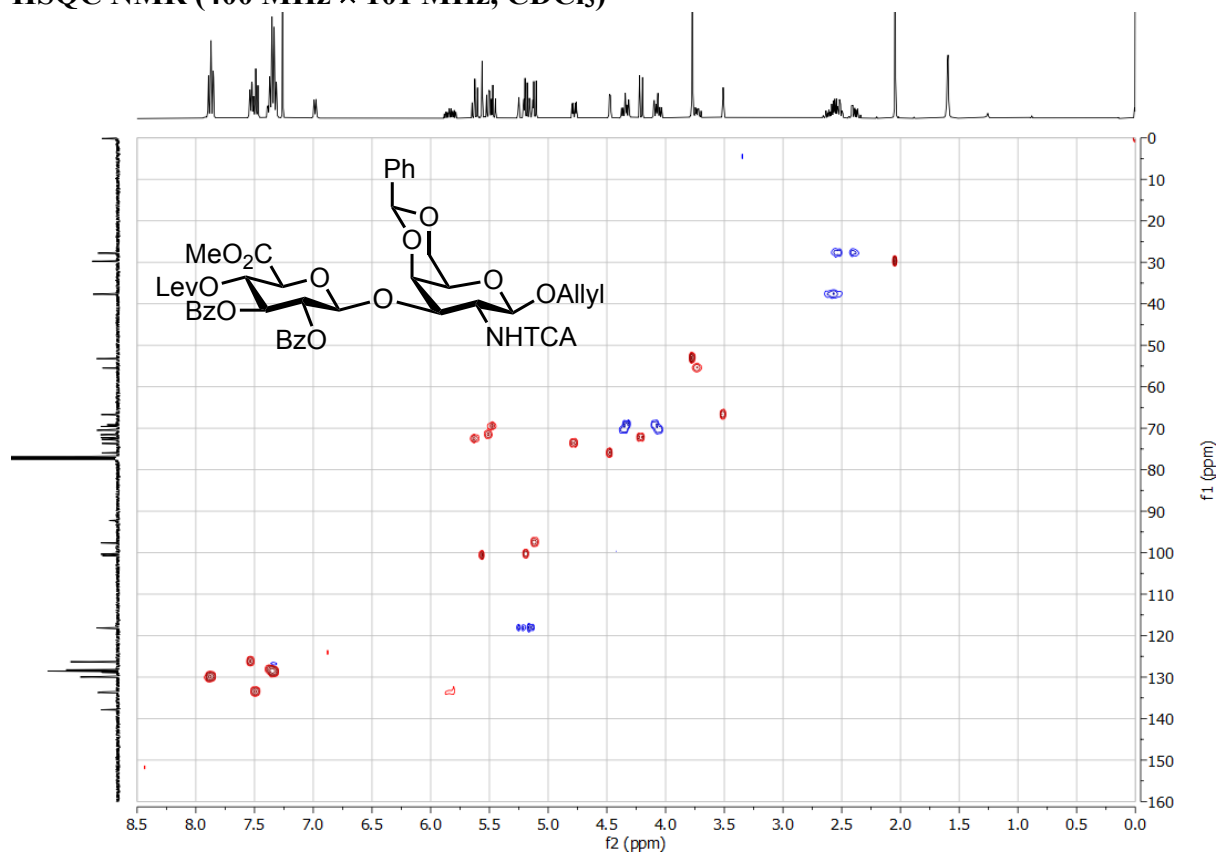 HSQC NMR (400 MHz × 101 MHz, CDCl₃)
Ph
O
O
MeO₂C
LevO
O
BzO
BzO
O
O
OAllyl
NHTCA
0
10
20
30
40
50
60
70
80
90
100
110
120
130
140
150
160
f1 (ppm)
8.5 8.0 7.5 7.0 6.5 6.0 5.5 5.0 4.5 4.0 3.5 3.0 2.5 2.0 1.5 1.0 0.5 0.0
f2 (ppm)